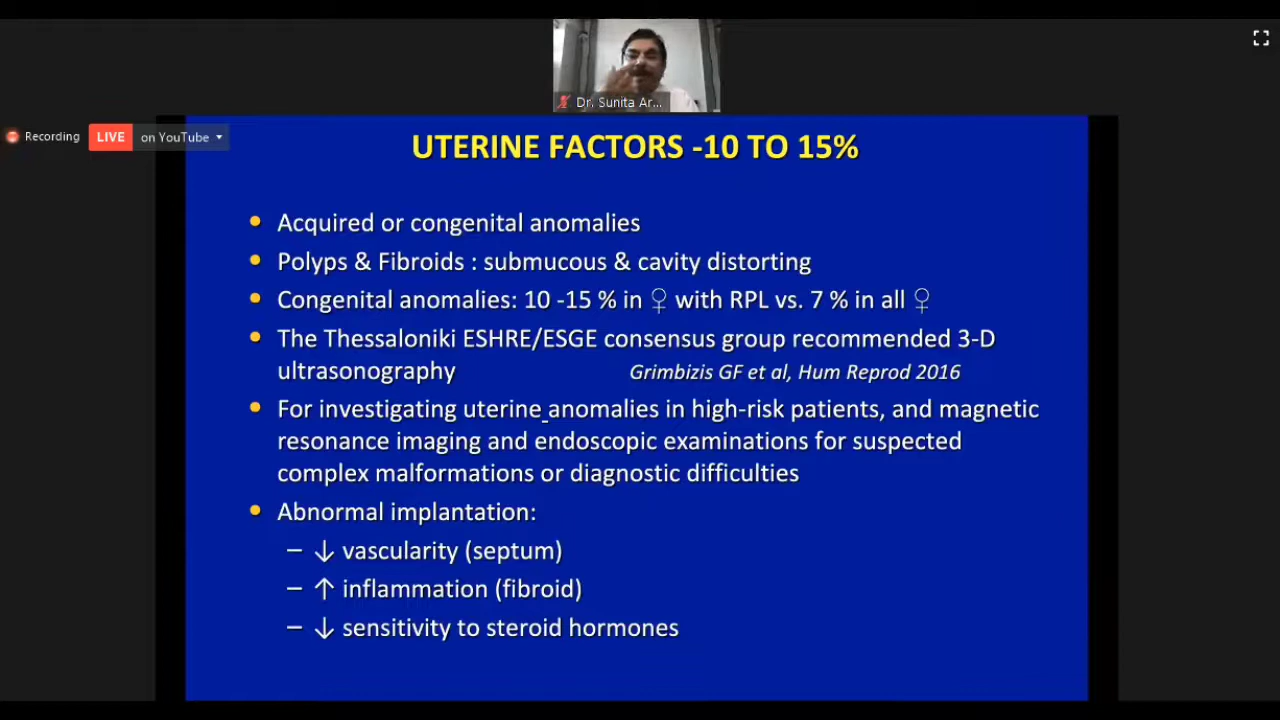 Dr. Sunita Ar...
Recording
LIVE
on YouTube
UTERINE FACTORS -10 TO 15%
Acquired or congenital anomalies
Polyps & Fibroids : submucous & cavity distorting
Congenital anomalies: 10 -15 % in ♀ with RPL vs. 7 % in all ♀
The Thessaloniki ESHRE/ESGE consensus group recommended 3-D
ultrasonography Grimbizis GF et al, Hum Reprod 2016
For investigating uterine anomalies in high-risk patients, and magnetic
resonance imaging and endoscopic examinations for suspected
complex malformations or diagnostic difficulties
Abnormal implantation:
– ↓ vascularity (septum)
– ↑ inflammation (fibroid)
– ↓ sensitivity to steroid hormones